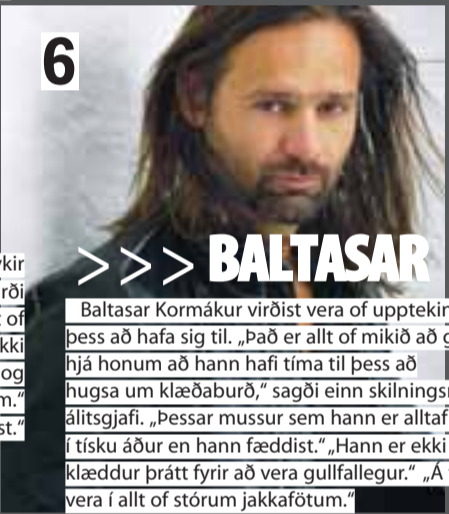 6
kir
rði
of
kki
og
m.“
st.“
>>> BALTASAR
Baltasar Kormákur virðist vera of upptekin
þess að hafa sig til. „Það er allt of mikið að g
hjá honum að hann hafi tíma til þess að
hugsa um klæðaburð,“ sagði einn skilnings
álitsgjafi. „Þessar mussur sem hann er alltaf
í tísku áður en hann fæddist.“ „Hann er ekki
klæddur þrátt fyrir að vera gullfallegur.“ „Á
vera í allt of stórum jakkafötum.“